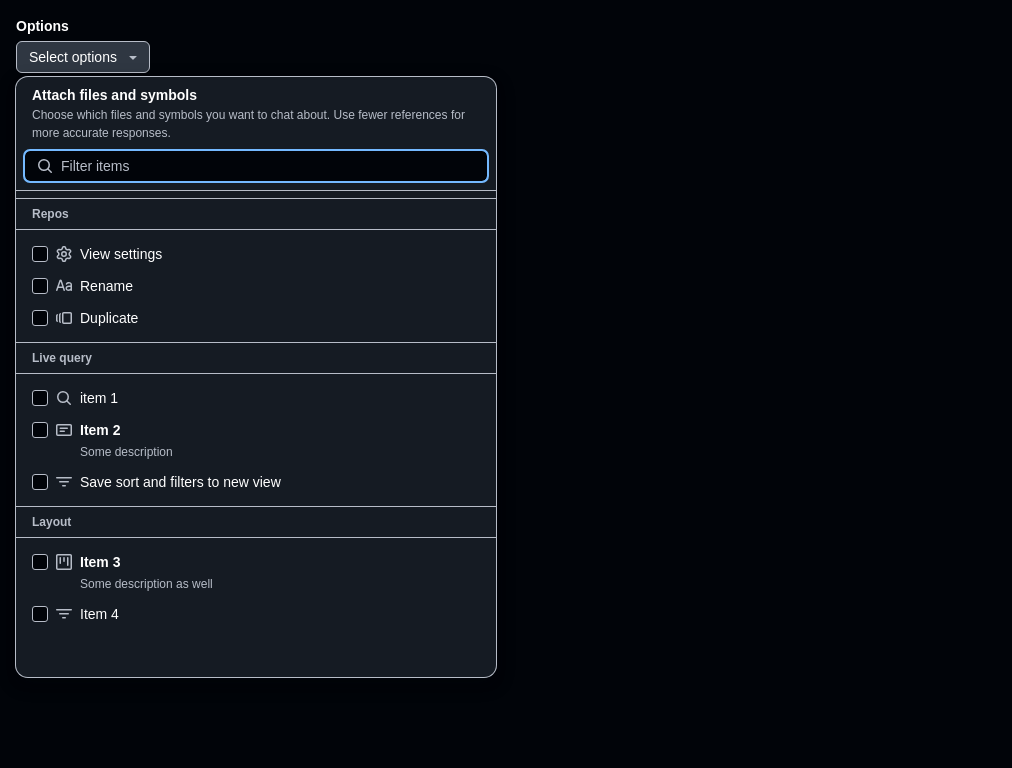 Options
Select options
Attach files and symbols
Choose which files and symbols you want to chat about. Use fewer references for
more accurate responses.
Filter items
Repos
View settings
Rename
Duplicate
Live query
item 1
Item 2
Some description
Save sort and filters to new view
Layout
Item 3
Some description as well
Item 4